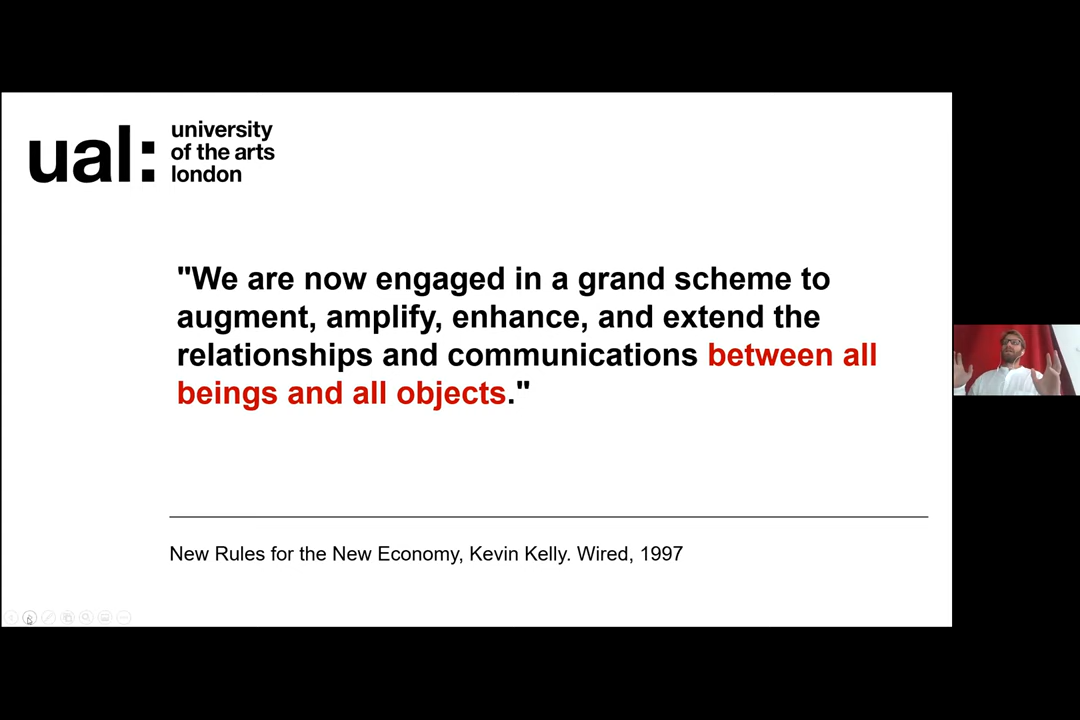 ual:
university
of the arts
london
"We are now engaged in a grand scheme to
augment, amplify, enhance, and extend the
relationships and communications between all
beings and all objects."
New Rules for the New Economy, Kevin Kelly. Wired, 1997